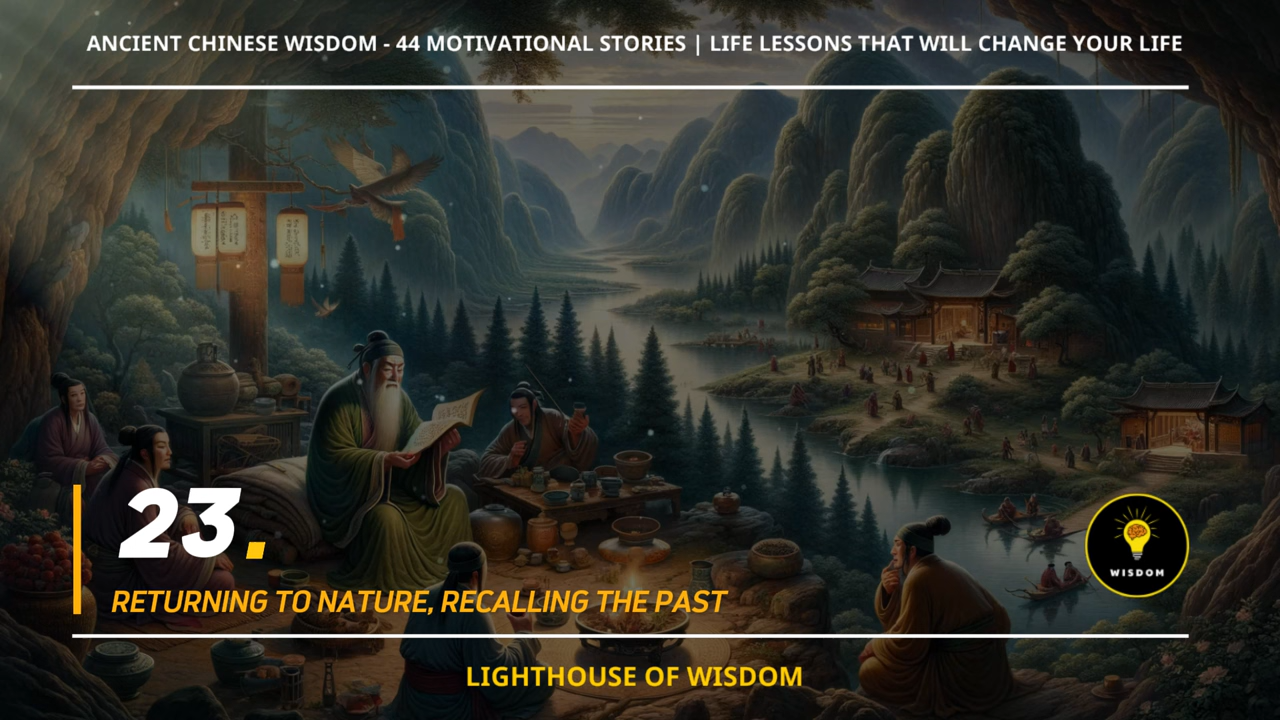 ANCIENT CHINESE WISDOM - 44 MOTIVATIONAL STORIES | LIFE LESSONS THAT WILL CHANGE YOUR LIFE
23.
RETURNING TO NATURE, RECALLING THE PAST
WISDOM
LIGHTHOUSE OF WISDOM